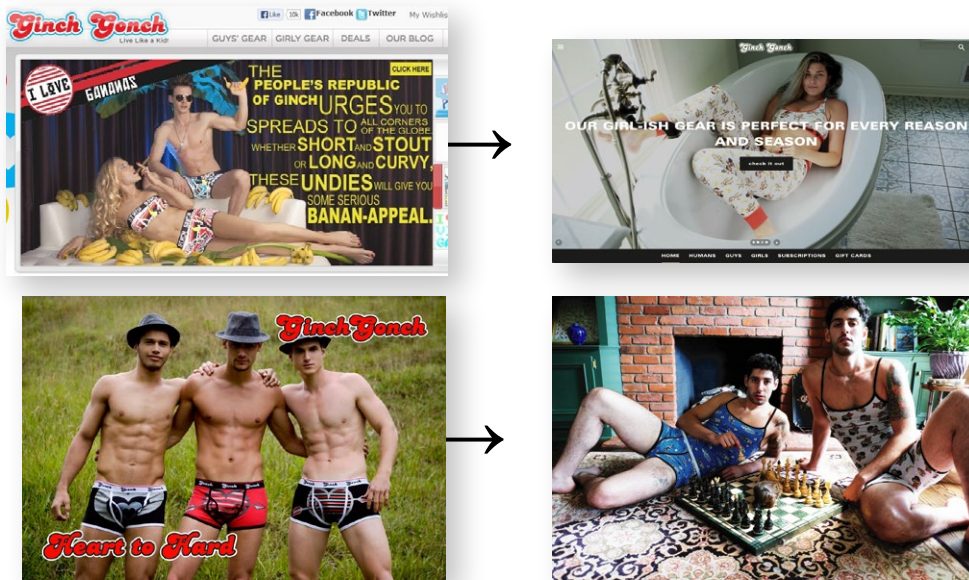 Ginch Gonch
Live Like a Kid!
Like 10k Facebook Twitter My Wishlis
GUYS' GEAR GIRLY GEAR DEALS OUR BLOG
I LOVE
BANANAS
CLICK HERE
THE
PEOPLE'S REPUBLIC
OF GINCH URGES YOU TO
SPREADS TO ALL CORNERS
OF THE GLOBE
WHETHER SHORT AND STOUT
OR LONG AND CURVY,
THESE UNDIES WILL GIVE YOU
SOME SERIOUS
BANAN-APPEAL.
Ginch Gonch
OUR GIRL-ISH GEAR IS PERFECT FOR EVERY REASON
AND SEASON
check it out
HOME HUMANS GUYS GIRLS SUBSCRIPTIONS GIFT CARDS
Ginch Gonch
Heart to Hard